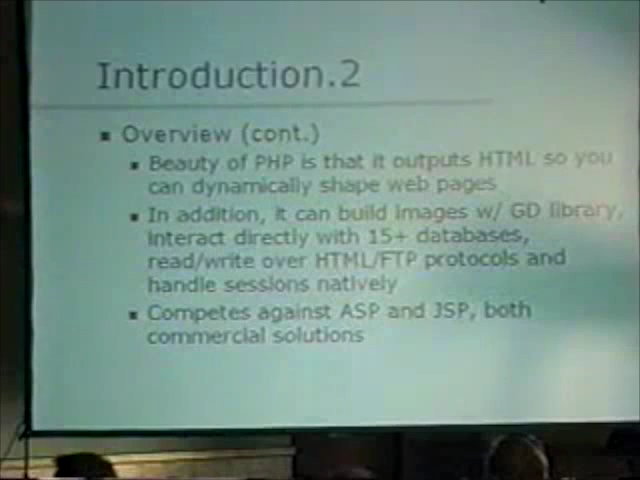 Introduction.2
Overview (cont.)
Beauty of PHP is that it outputs HTML so you
can dynamically shape web pages
In addition, it can build images w/ GD library,
interact directly with 15+ databases,
read/write over HTML/FTP protocols and
handle sessions natively
Competes against ASP and JSP, both
commercial solutions